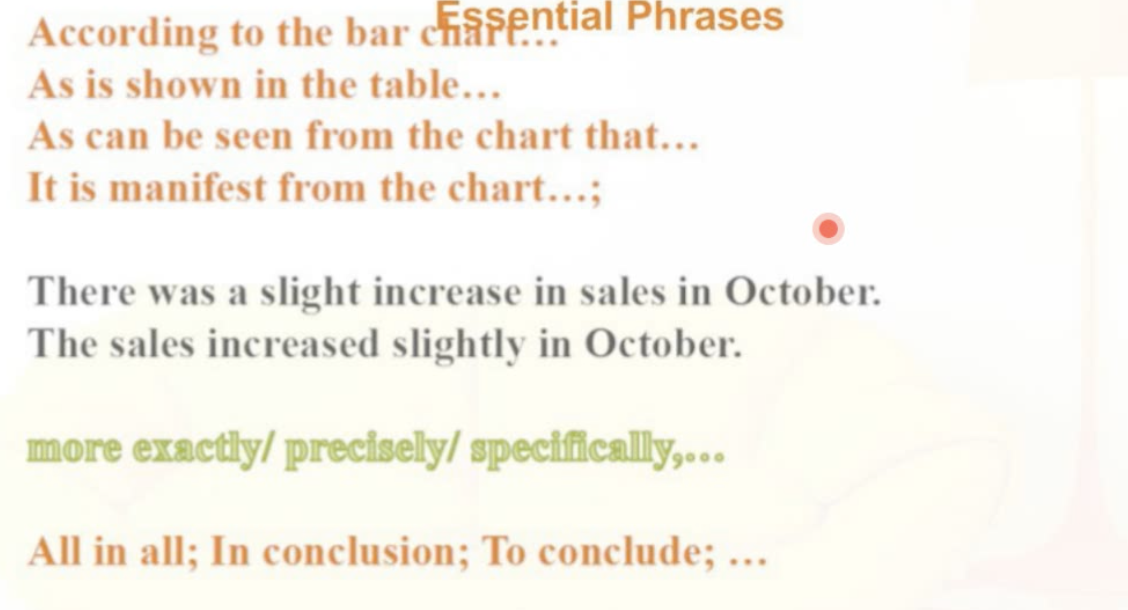 Essential Phrases
According to the bar chart…
As is shown in the table…
As can be seen from the chart that…
It is manifest from the chart…;
There was a slight increase in sales in October.
The sales increased slightly in October.
more exactly/ precisely/ specifically,…
All in all; In conclusion; To conclude; …